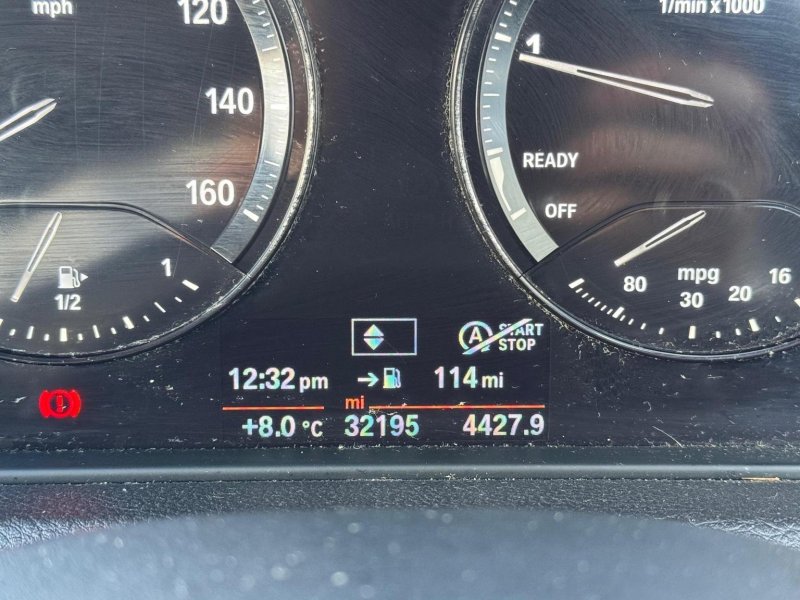 mph
120
1/min x 1000
1
140
READY
160
OFF
1
1/2
80
mpg
30
20
16
A START
STOP
12:32 pm
114 mi
mi
+8.0 °C
32195
4427.9